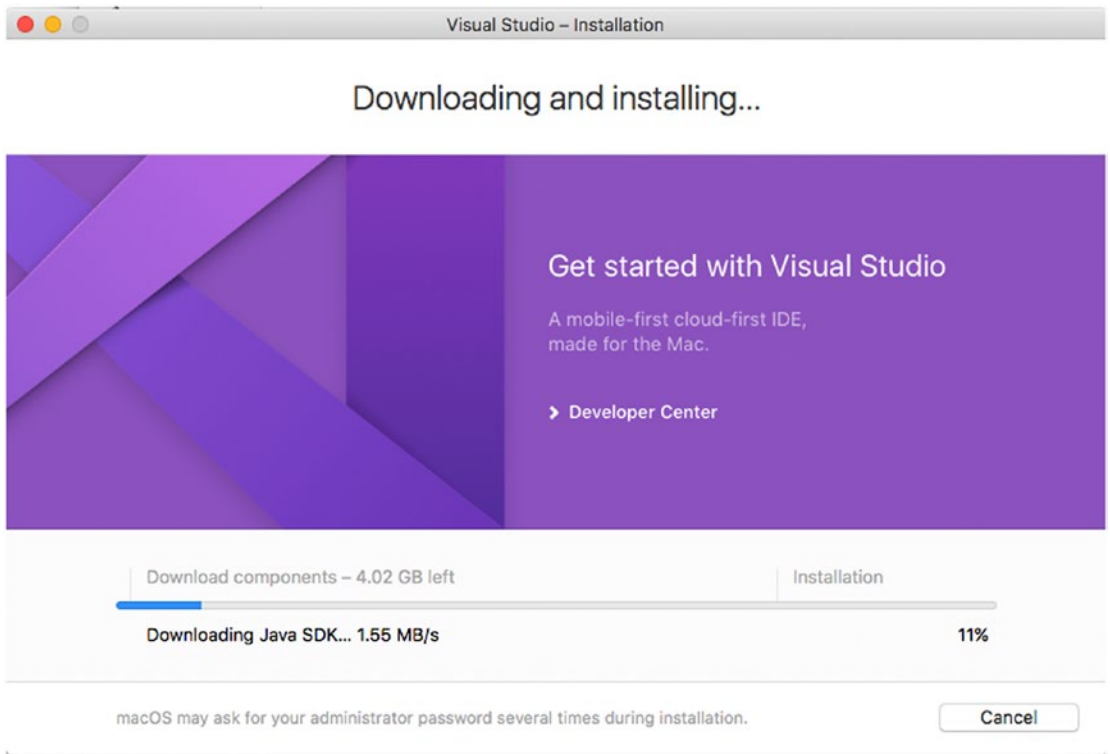 Visual Studio – Installation
Downloading and installing...
Get started with Visual Studio
A mobile-first cloud-first IDE,
made for the Mac.
Developer Center
Download components – 4.02 GB left
Installation
Downloading Java SDK... 1.55 MB/s
11%
macOS may ask for your administrator password several times during installation.
Cancel